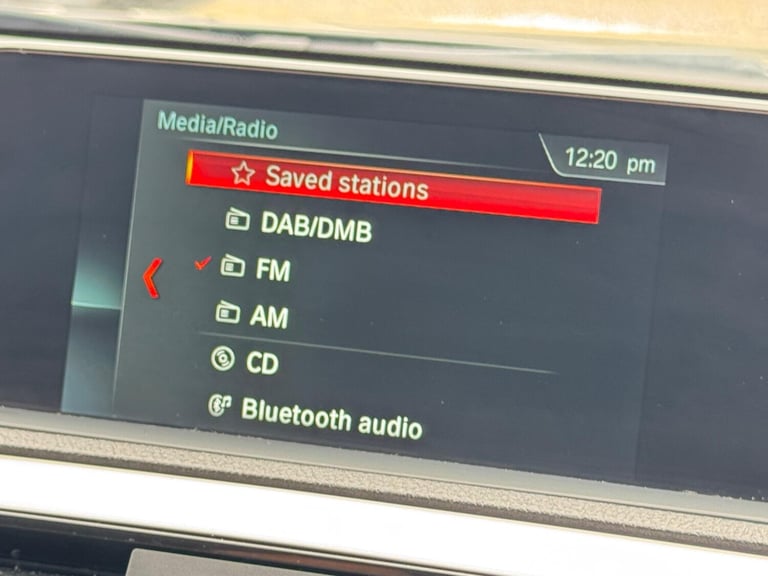 Media/Radio
12:20 pm
Saved stations
DAB/DMB
FM
AM
CD
Bluetooth audio